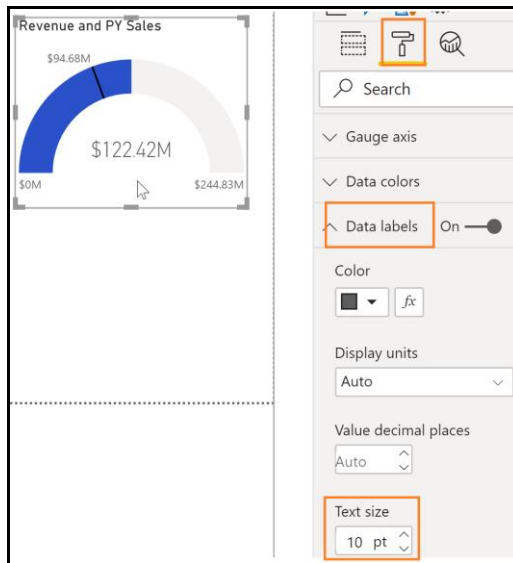 Revenue and PY Sales
$94.68M
$122.42M
$0M
$244.83M
Search
Gauge axis
Data colors
Data labels On
Color
fx
Display units
Auto
Value decimal places
Auto
Text size
10 pt